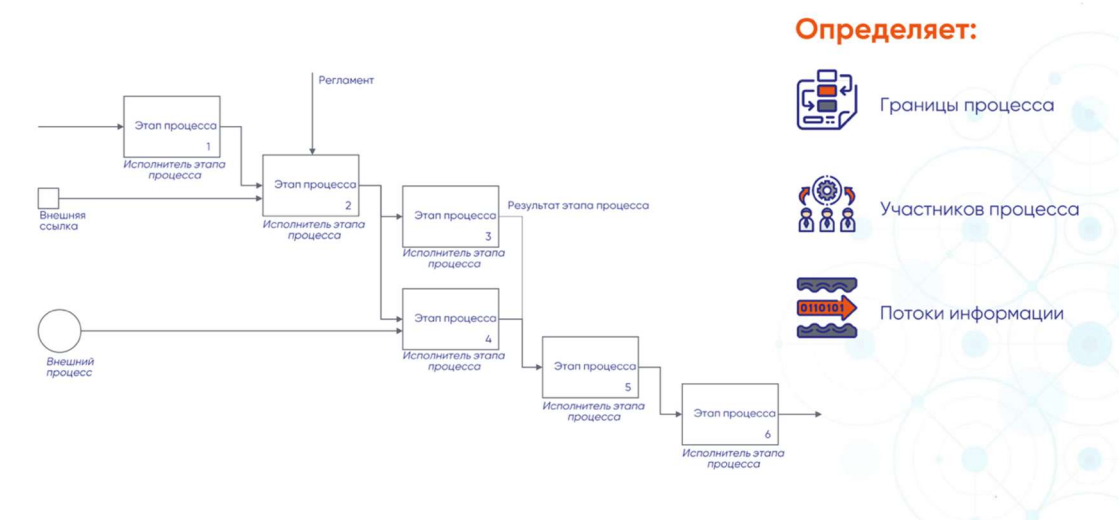 Определяет:
Регламент
Этап процесса
1
Исполнитель этапа
процесса
Границы процесса
Этап процесса
2
Исполнитель этапа
процесса
Внешняя
ссылка
Этап процесса
3
Исполнитель этапа
процесса
Результат этапа процесса
Участников процесса
Этап процесса
4
Исполнитель этапа
процесса
Внешний
процесс
0110101
Потоки информации
Этап процесса
5
Исполнитель этапа
процесса
Этап процесса
6
Исполнитель этапа
процесса